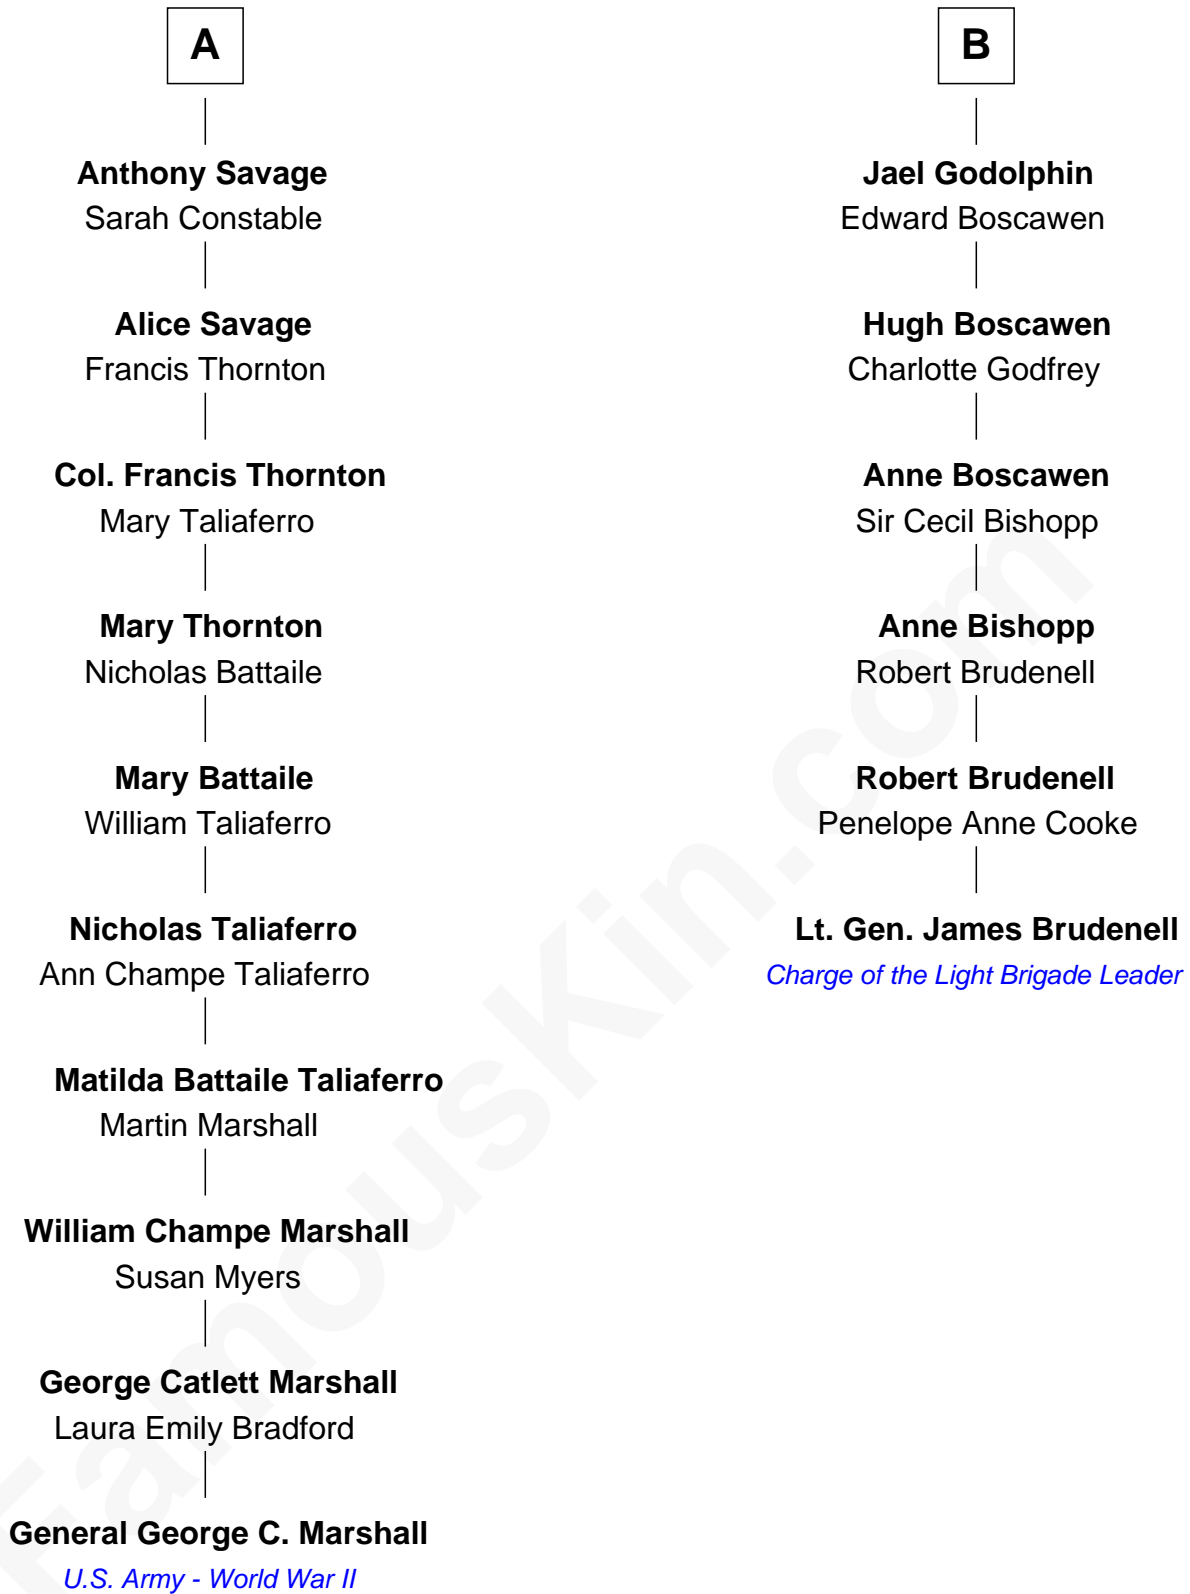 A
Anthony Savage
Sarah Constable
Alice Savage
Francis Thornton
Col. Francis Thornton
Mary Taliaferro
Mary Thornton
Nicholas Battaile
Mary Battaile
William Taliaferro
Nicholas Taliaferro
Ann Champe Taliaferro
Matilda Battaile Taliaferro
Martin Marshall
William Champe Marshall
Susan Myers
George Catlett Marshall
Laura Emily Bradford
General George C. Marshall
U.S. Army - World War II
B
Jael Godolphin
Edward Boscawen
Hugh Boscawen
Charlotte Godfrey
Anne Boscawen
Sir Cecil Bishopp
Anne Bishopp
Robert Brudenell
Robert Brudenell
Penelope Anne Cooke
Lt. Gen. James Brudenell
Charge of the Light Brigade Leader
FamousKin.com